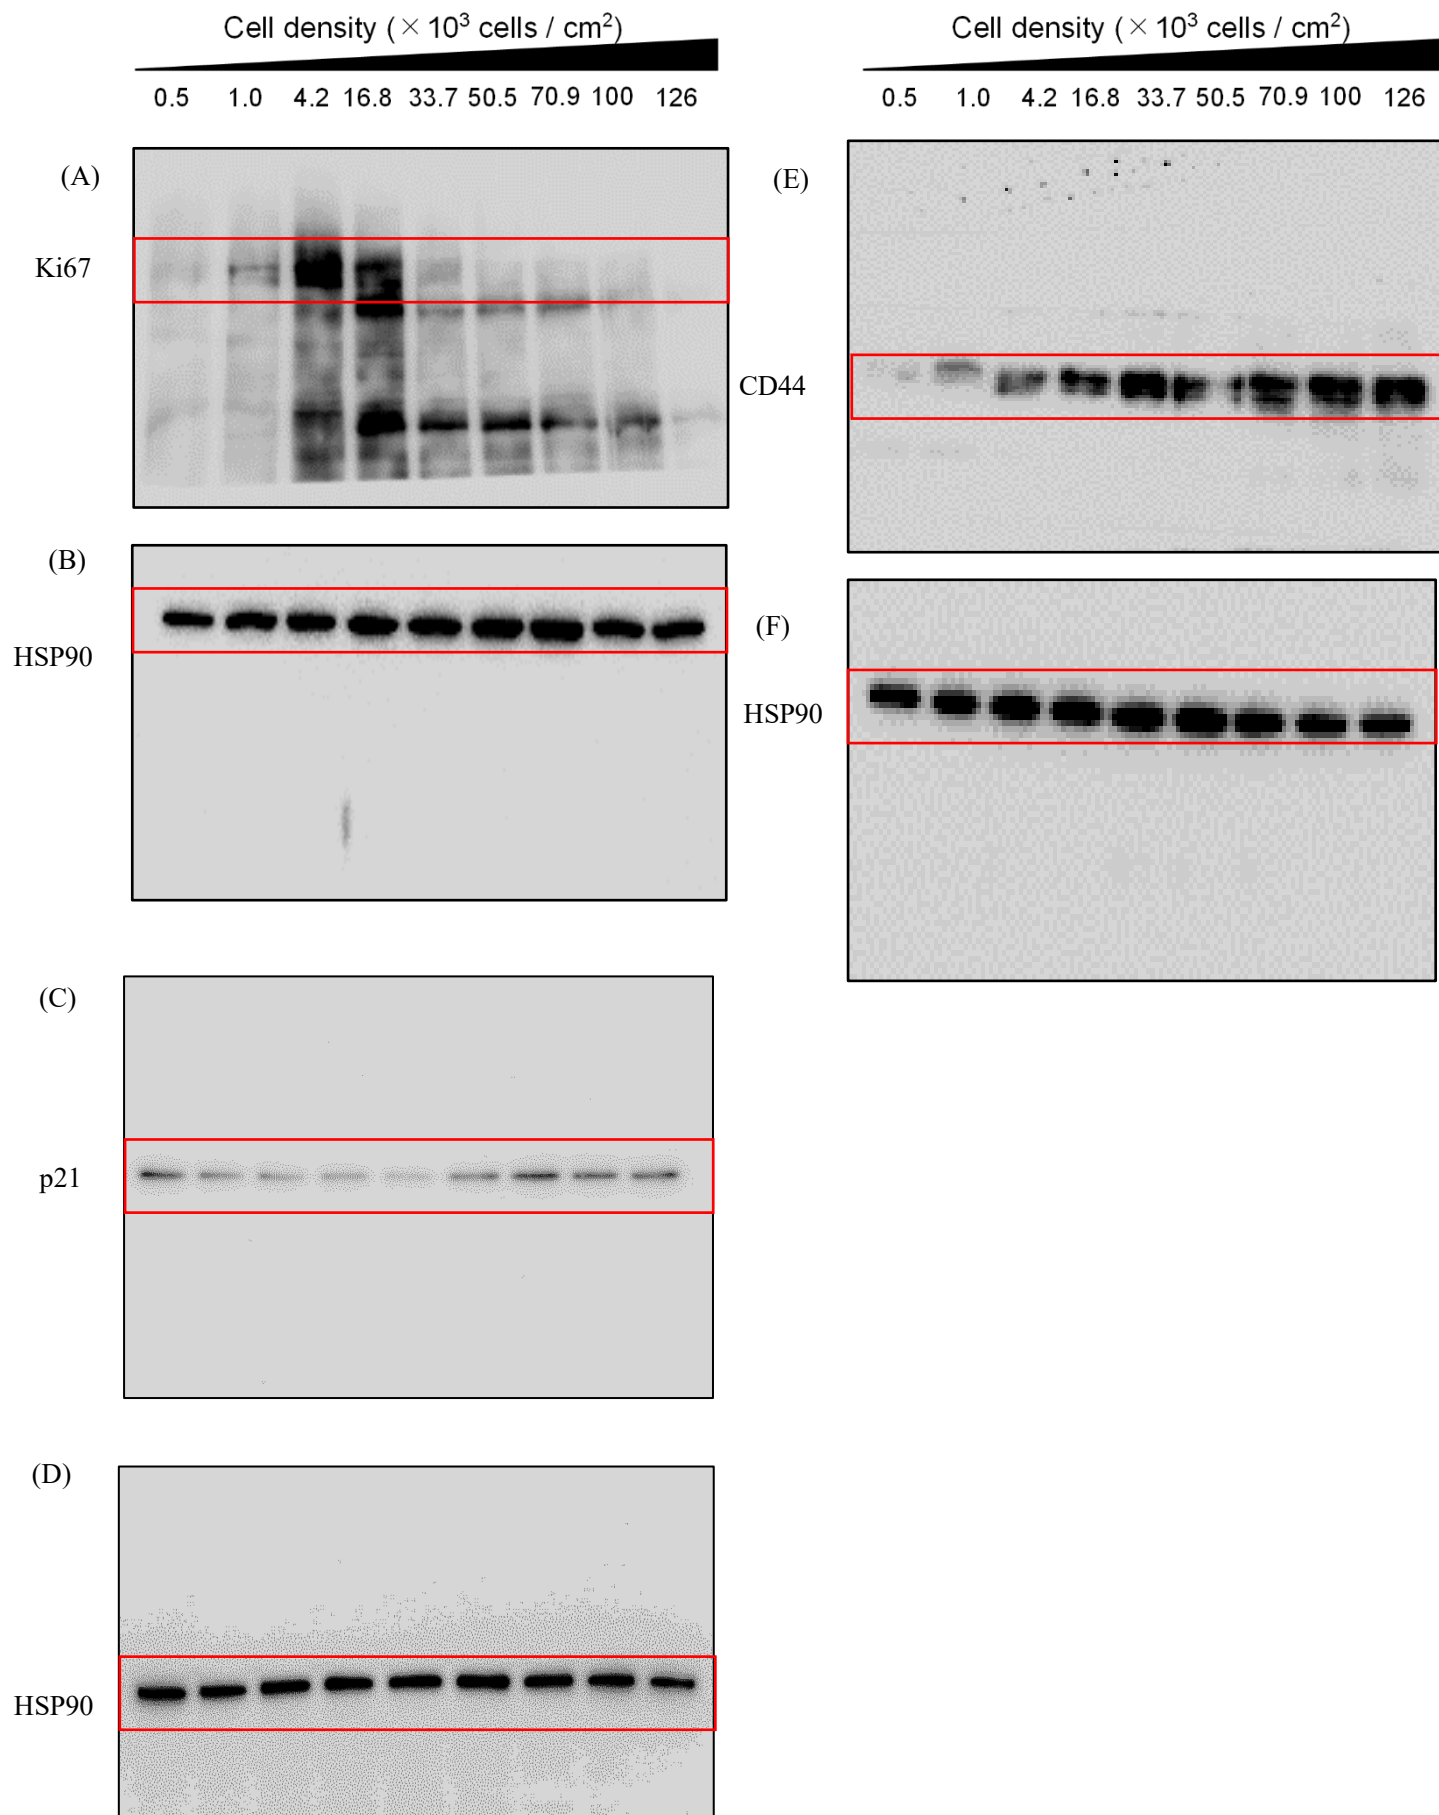 Cell density (× 10³ cells / cm²)
0.5 1.0 4.2 16.8 33.7 50.5 70.9 100 126
(A)
Ki67
(B)
HSP90
(C)
p21
(D)
HSP90
Cell density (× 10³ cells / cm²)
0.5 1.0 4.2 16.8 33.7 50.5 70.9 100 126
(E)
CD44
(F)
HSP90